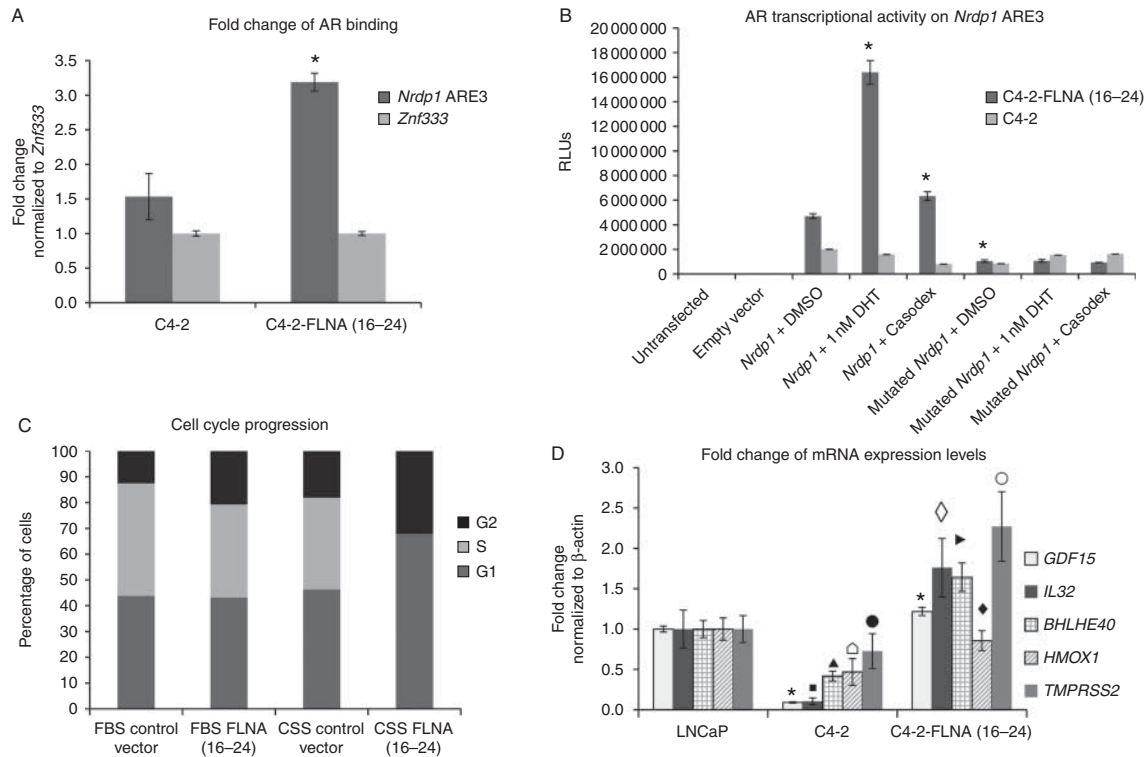 A
Fold change of AR binding
Fold change
normalized to Znf333
3.5
3.0
2.5
2.0
1.5
1.0
0.5
0.0
*
Nrdp1 ARE3
Znf333
C4-2
C4-2-FLNA (16–24)
B
AR transcriptional activity on Nrdp1 ARE3
RLUs
20 000 000
18 000 000
16 000 000
14 000 000
12 000 000
10 000 000
8 000 000
6 000 000
4 000 000
2 000 000
0
*
*
*
C4-2-FLNA (16–24)
C4-2
Untransfected
Empty vector
Nrdp1 + DMSO
Nrdp1 + 1 nM DHT
Nrdp1 + Casodex
Mutated Nrdp1 + DMSO
Mutated Nrdp1 + 1 nM DHT
Mutated Nrdp1 + Casodex
C
Cell cycle progression
Percentage of cells
100
90
80
70
60
50
40
30
20
10
0
G2
S
G1
FBS control
vector
FBS FLNA
(16–24)
CSS control
vector
CSS FLNA
(16–24)
D
Fold change of mRNA expression levels
Fold change
normalized to β-actin
3.0
2.5
2.0
1.5
1.0
0.5
0.0
*
*
GDF15
IL32
BHLHE40
HMOX1
TMPRSS2
LNCaP
C4-2
C4-2-FLNA (16–24)